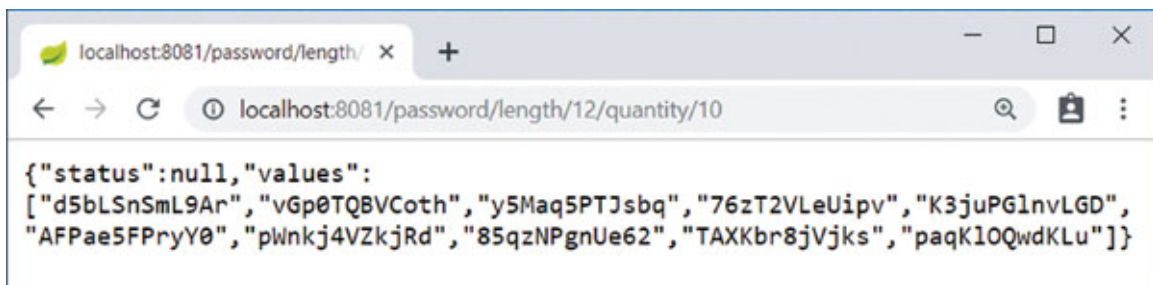 localhost:8081/password/length/
localhost:8081/password/length/12/quantity/10
{"status":null,"values":
["d5bLSnSmL9Ar","vGp0TQBVCoth","y5Maq5PTJsbq","76zT2VLeUipv","K3juPGlnvLGD",
"AFPae5FPryY0","pWnkj4VZkjRd","85qzNPgnUe62","TAXKbr8jVjks","paqKlOQwdKLu"]}